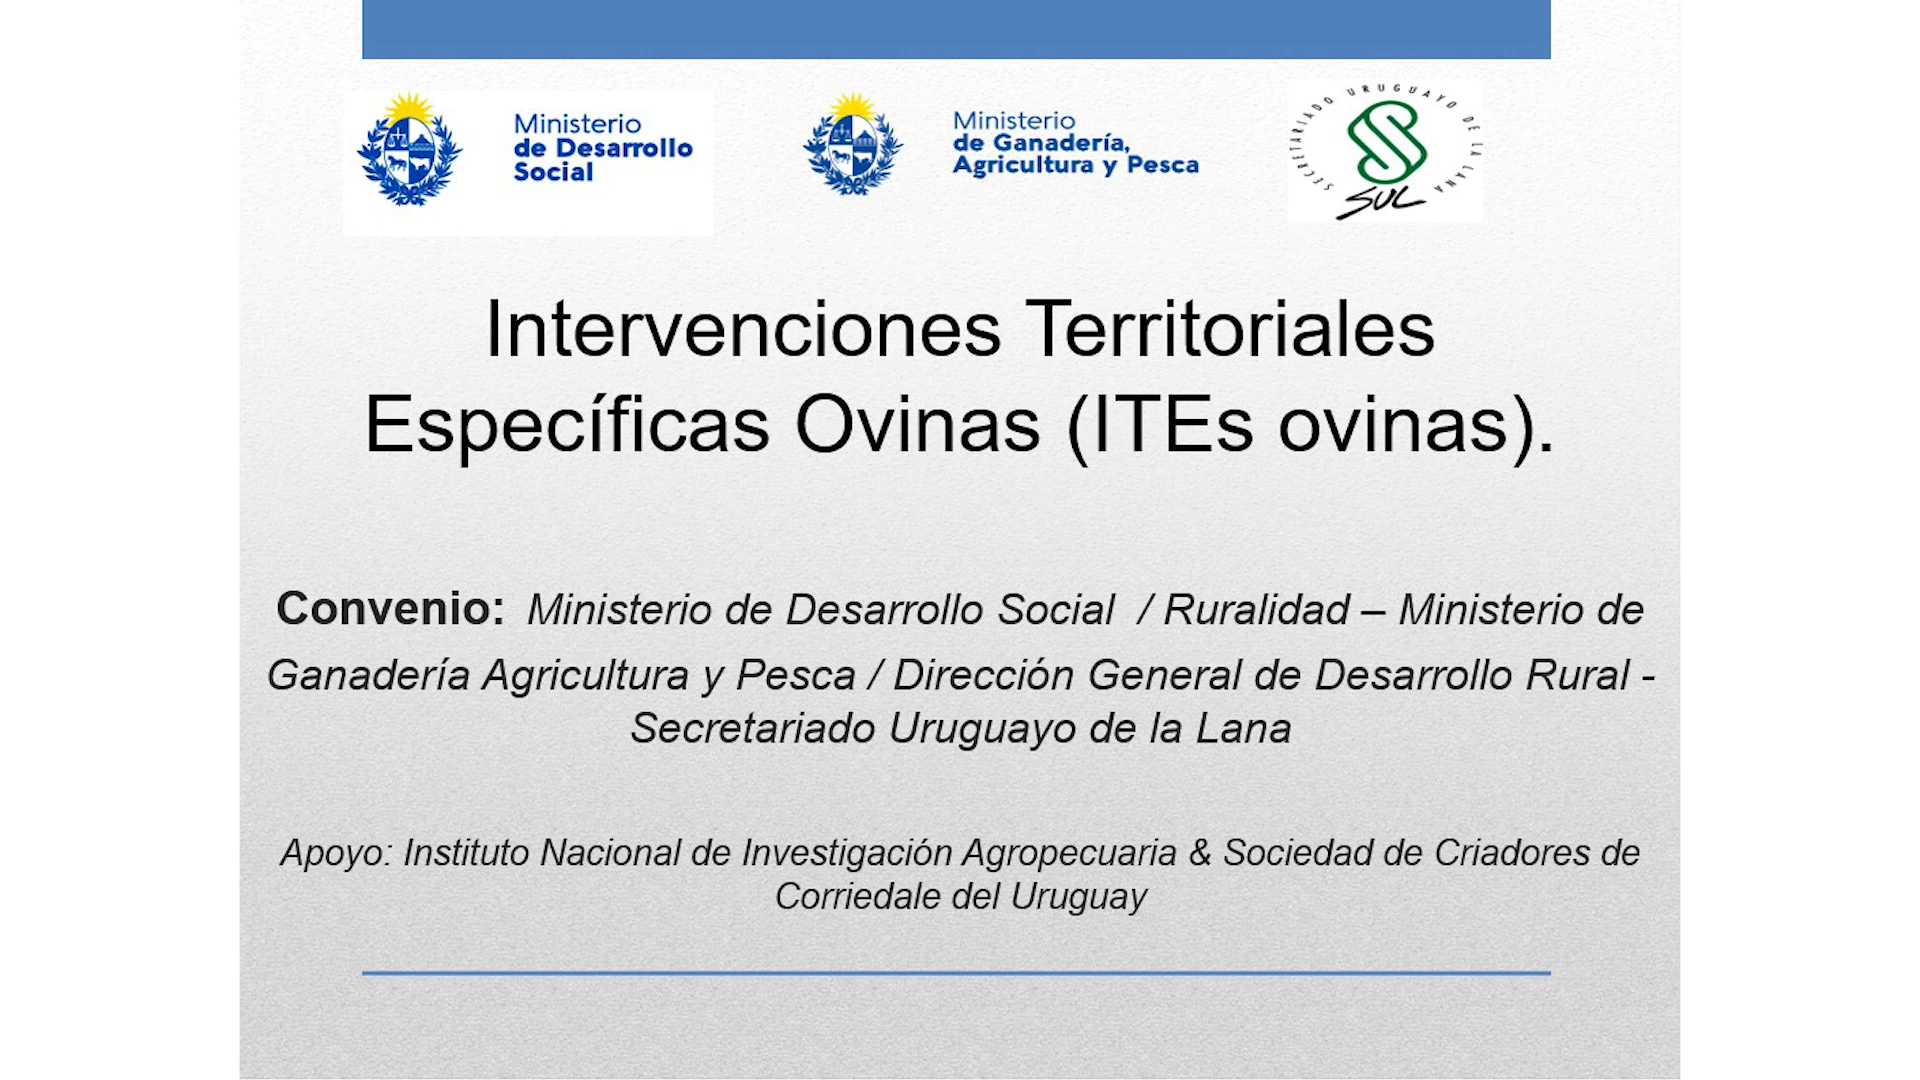 Ministerio
de Desarrollo
Social
Ministerio
de Ganadería,
Agricultura y Pesca
SECRETARIADO URUGUAYO DE LA LANA
SUL
Intervenciones Territoriales
Específicas Ovinas (ITEs ovinas).
Convenio: Ministerio de Desarrollo Social / Ruralidad – Ministerio de
Ganadería Agricultura y Pesca / Dirección General de Desarrollo Rural -
Secretariado Uruguayo de la Lana
Apoyo: Instituto Nacional de Investigación Agropecuaria & Sociedad de Criadores de
Corriedale del Uruguay